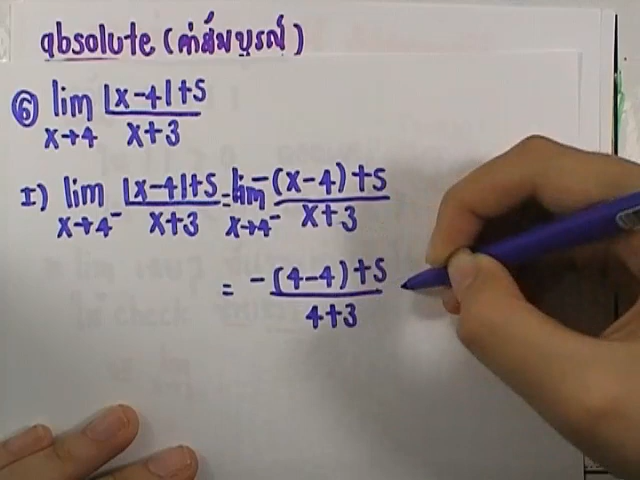 absolute (ค่าสัมบูรณ์)
⑥ lim x→4 |x-4|+5 / x+3
I) lim x→4⁻ |x-4|+5 / x+3 = lim x→4⁻ -(x-4)+5 / x+3
= -(4-4)+5 / 4+3